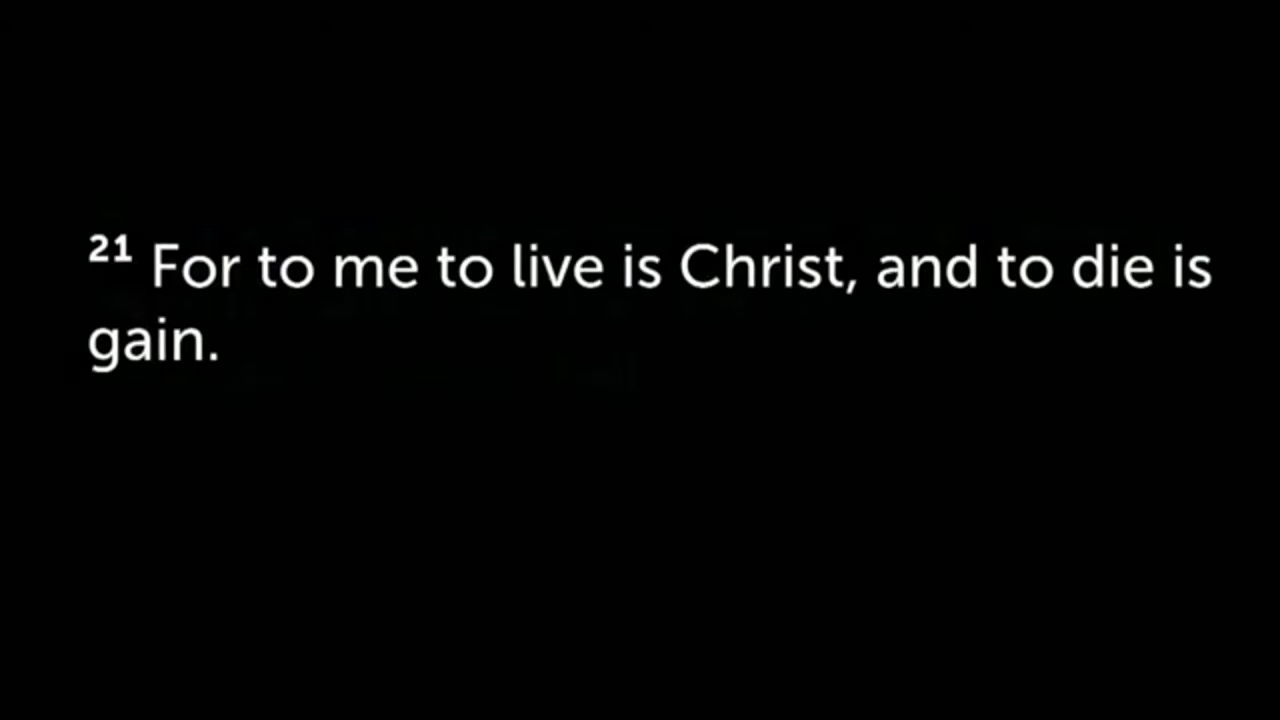 21 For to me to live is Christ, and to die is
gain.